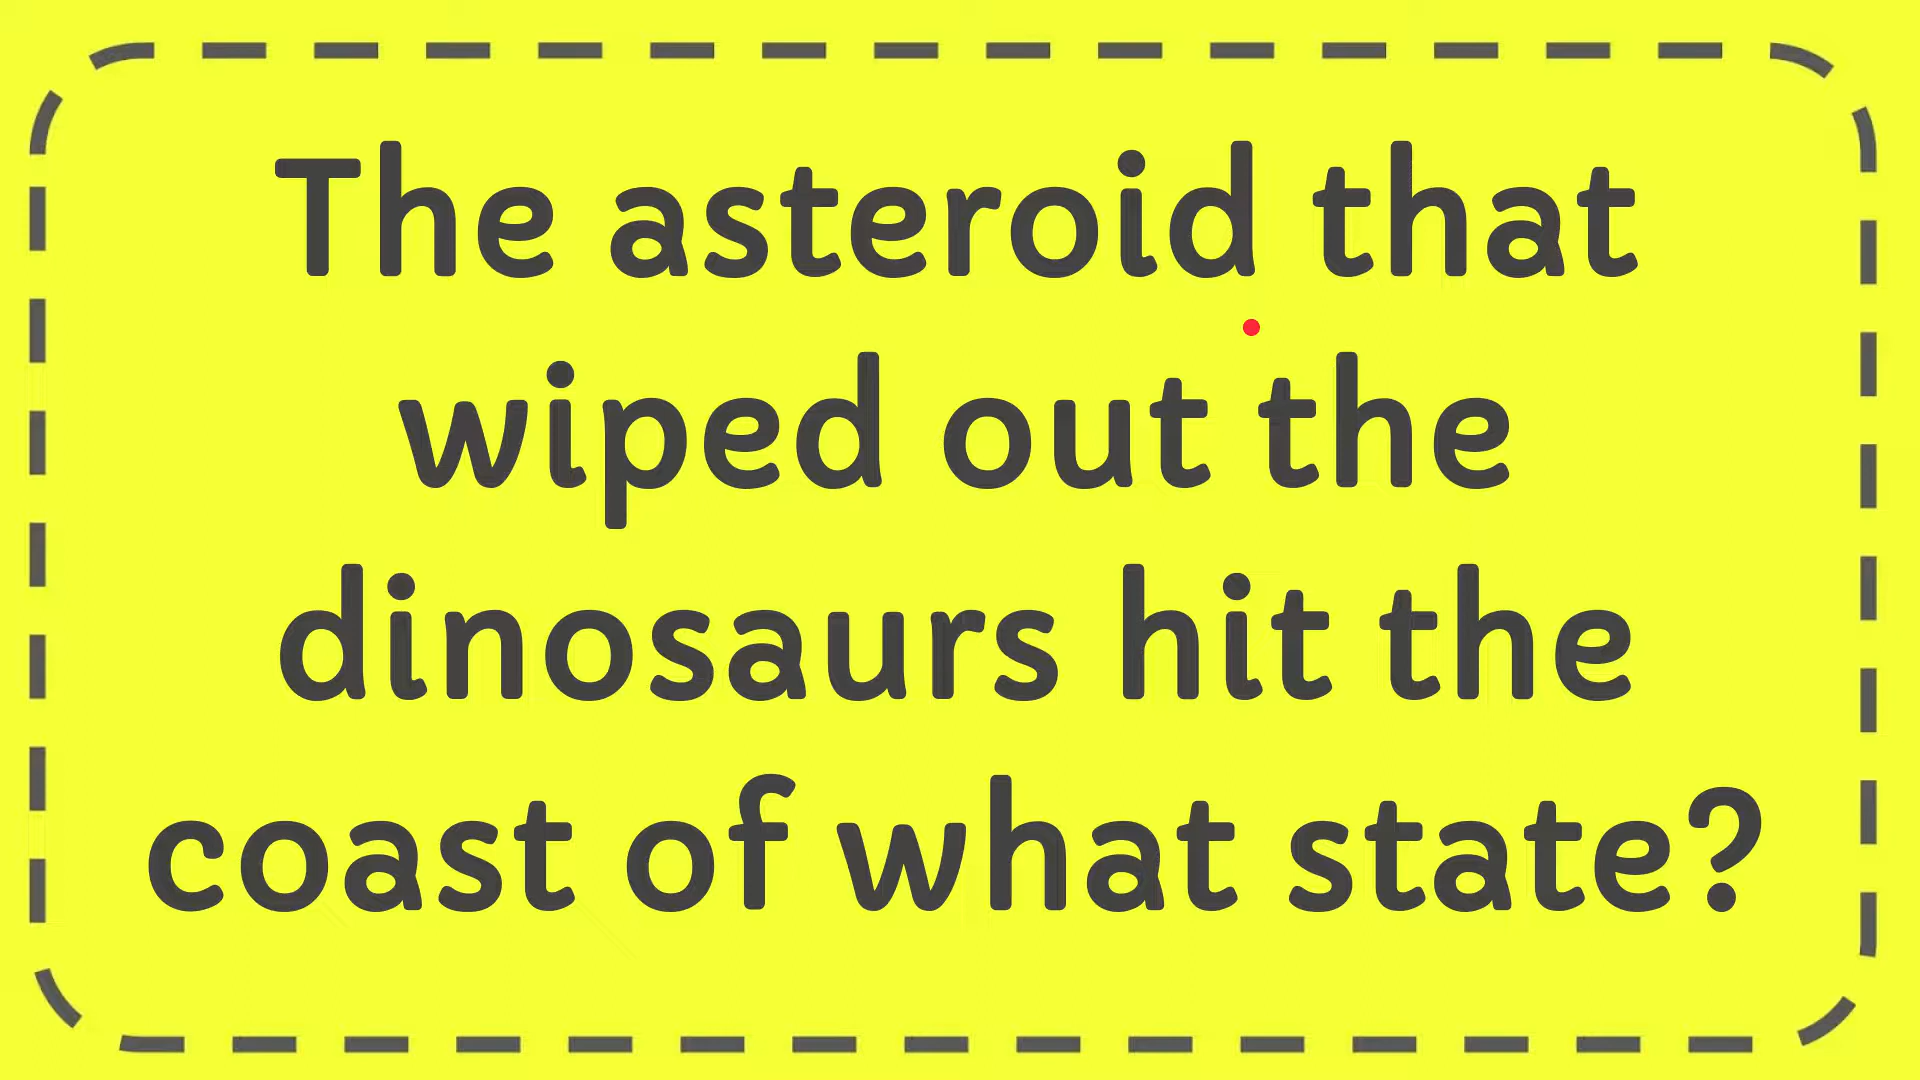 The asteroid that
wiped out the
dinosaurs hit the
coast of what state?